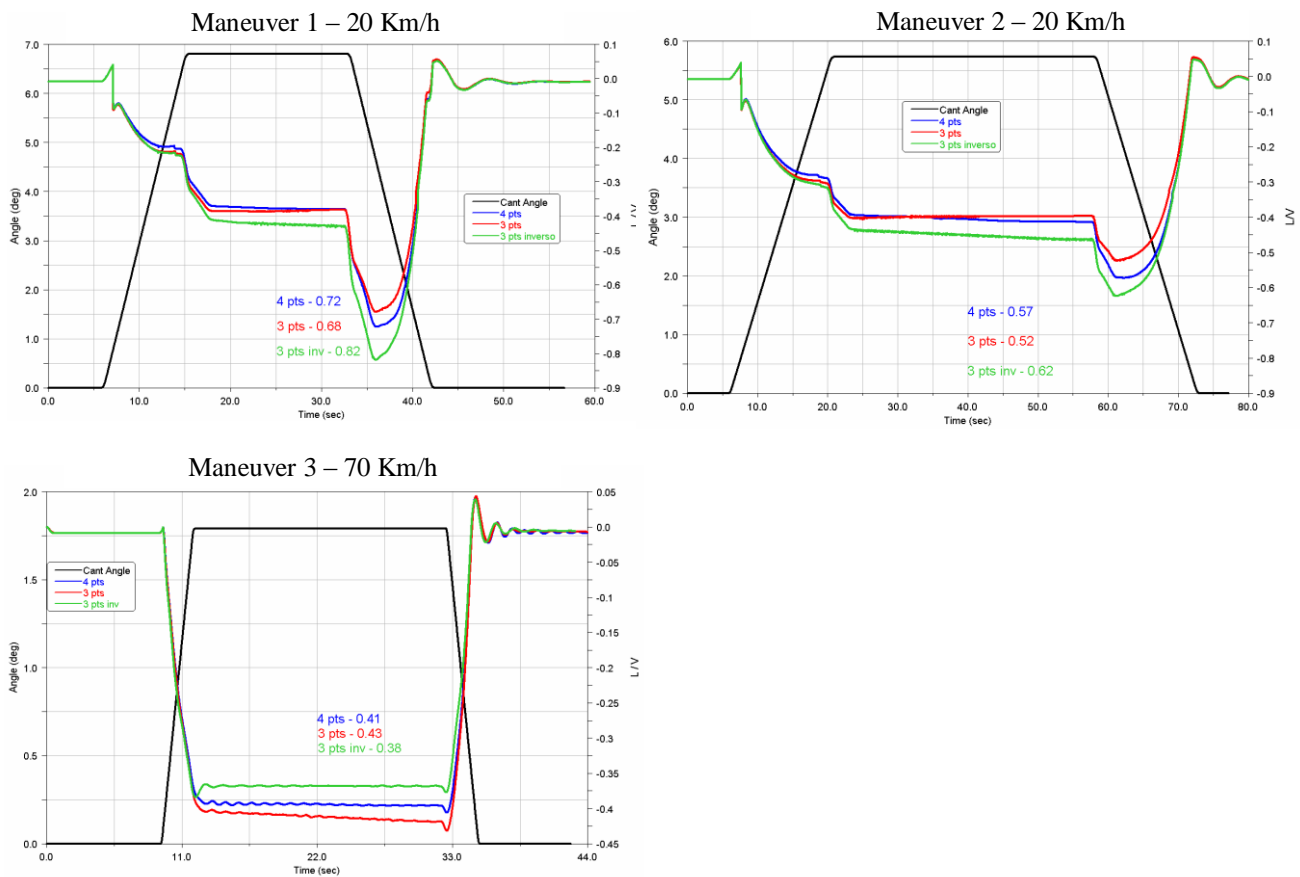 Maneuver 1 – 20 Km/h
7.0
6.0
5.0
4.0
3.0
2.0
1.0
0.0
Angle (deg)
0.1
0.0
-0.1
-0.2
-0.3
-0.4
-0.5
-0.6
-0.7
-0.8
-0.9
L/V
Cant Angle
4 pts
3 pts
3 pts inverso
4 pts - 0.72
3 pts - 0.68
3 pts inv - 0.82
0.0 10.0 20.0 30.0 40.0 50.0 60.0
Time (sec)
Maneuver 2 – 20 Km/h
6.0
5.0
4.0
3.0
2.0
1.0
0.0
Angle (deg)
0.1
0.0
-0.1
-0.2
-0.3
-0.4
-0.5
-0.6
-0.7
-0.8
-0.9
L/V
Cant Angle
4 pts
3 pts
3 pts inverso
4 pts - 0.57
3 pts - 0.52
3 pts inv - 0.62
0.0 10.0 20.0 30.0 40.0 50.0 60.0 70.0 80.0
Time (sec)
Maneuver 3 – 70 Km/h
2.0
1.5
1.0
0.5
0.0
Angle (deg)
0.05
0.0
-0.05
-0.1
-0.15
-0.2
-0.25
-0.3
-0.35
-0.4
-0.45
L/V
Cant Angle
4 pts
3 pts
3 pts inv
4 pts - 0.41
3 pts - 0.43
3 pts inv - 0.38
0.0 11.0 22.0 33.0 44.0
Time (sec)